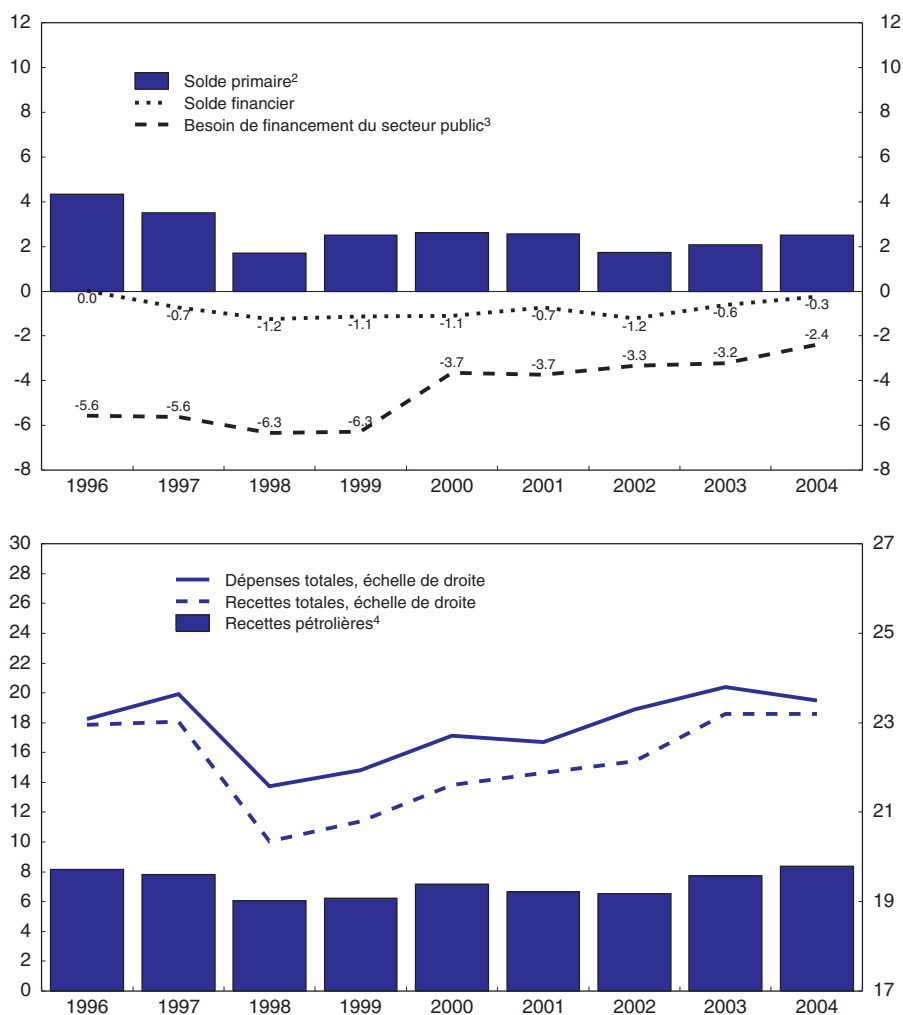 12 12
10 10
8 8
6 6
4 4
2 2
0 0
-2 -2
-4 -4
-6 -6
-8 -8
Solde primaire²
Solde financier
Besoin de financement du secteur public³
0.0 -0.7 -1.2 -1.1 -1.1 -0.7 -1.2 -0.6 -0.3
-5.6 -5.6 -6.3 -6.3 -3.7 -3.7 -3.3 -3.2 -2.4
1996 1997 1998 1999 2000 2001 2002 2003 2004
30 27
28
26
24 25
22
20
18 23
16
14
12 21
10
8
6 19
4
2
0 17
Dépenses totales, échelle de droite
Recettes totales, échelle de droite
Recettes pétrolières⁴
1996 1997 1998 1999 2000 2001 2002 2003 2004